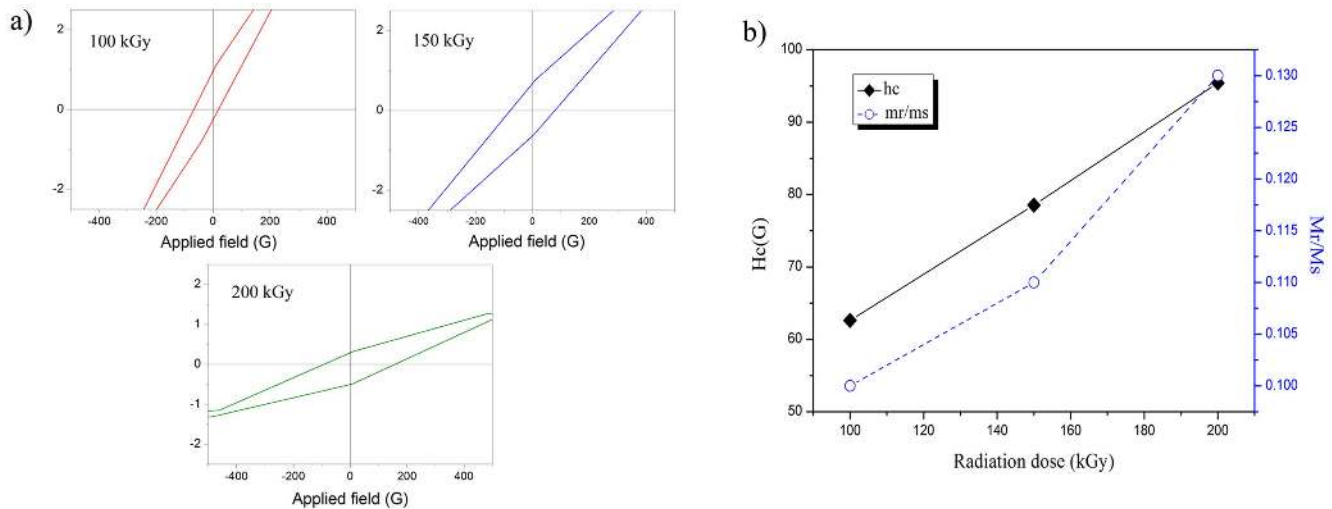 a)
100 kGy
2
0
-2
-400 -200 0 200 400
Applied field (G)
150 kGy
2
0
-2
-400 -200 0 200 400
Applied field (G)
200 kGy
2
1
0
-1
-2
-400 -200 0 200 400
Applied field (G)
b)
100
90
80
70
60
50
Hc(G)
hc
mr/ms
0.130
0.125
0.120
0.115
0.110
0.105
0.100
Mr/Ms
100 120 140 160 180 200
Radiation dose (kGy)